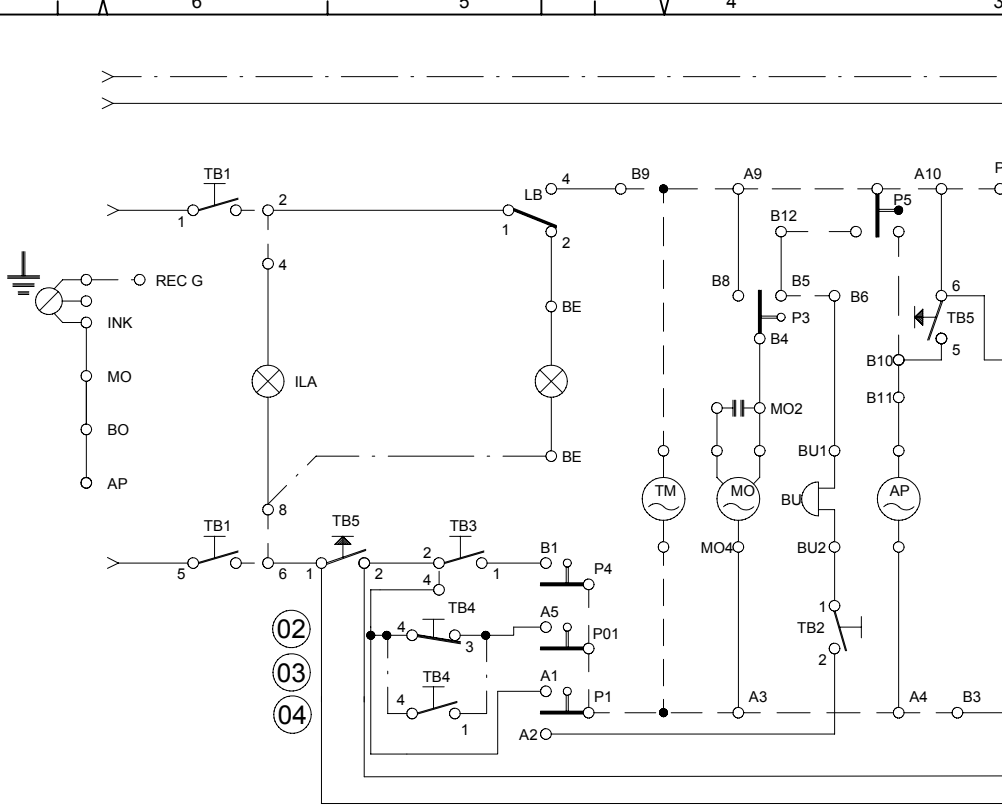 6 5 4 3
TB1 LB 4 B9 A9 A10 P
1 2 1 2 P5
B12
4 REC G BE B8 B5 B6 6
INK P3 TB5
B4 5
B10
MO ILA
MO2 B11
BO
BE BU1
AP
TM MO BU AP
8
TB1 TB5 TB3
B1 MO4 BU2
5 6 1 2 2 1
4 P4
02 TB4 A5 1
4 3 P01 TB2
03 2
TB4 A1
04 4 1 P1 A3 A4 B3
A2